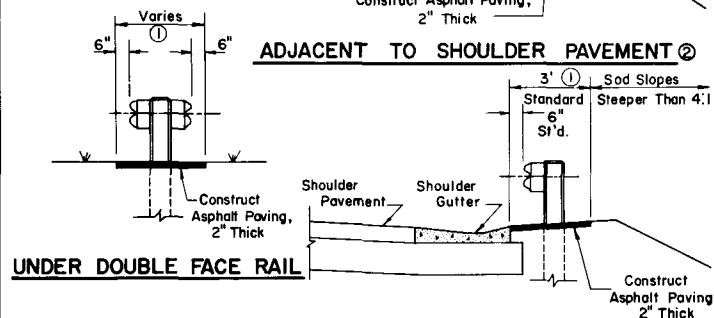 Construct Asphalt Paving,
2" Thick
Varies
①
6" 6"
ADJACENT TO SHOULDER PAVEMENT ②
3' ① Sod Slopes
Standard Steeper Than 4:1
6"
St'd.
Construct
Asphalt Paving,
2" Thick
Shoulder
Pavement
Shoulder
Gutter
UNDER DOUBLE FACE RAIL
Construct
Asphalt Paving
2" Thick